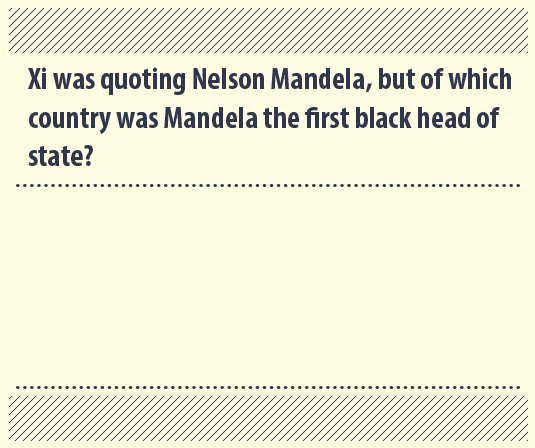 Xi was quoting Nelson Mandela, but of which
country was Mandela the first black head of
state?